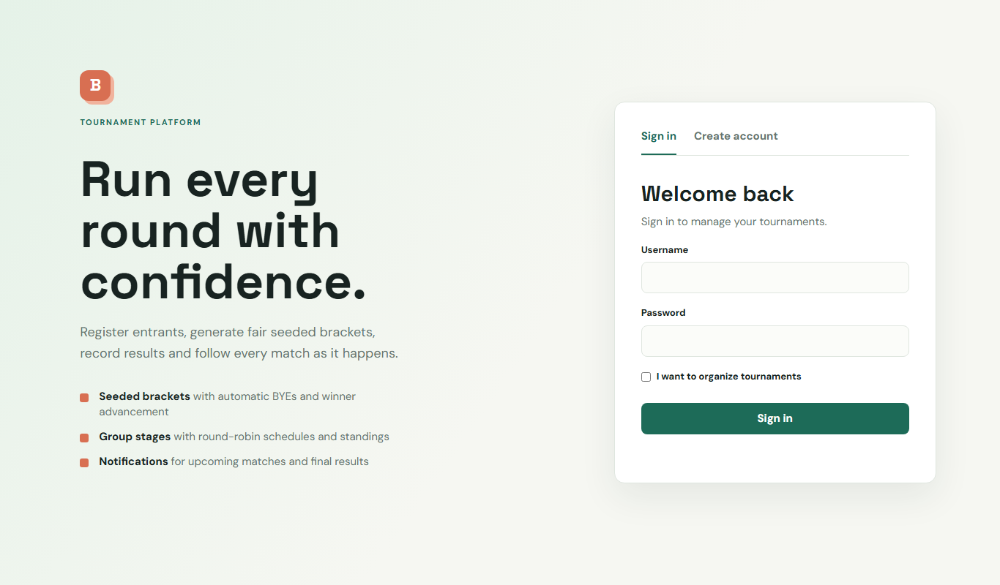 B
TOURNAMENT PLATFORM
Run every
round with
confidence.
Register entrants, generate fair seeded brackets,
record results and follow every match as it happens.
Seeded brackets with automatic BYEs and winner
advancement
Group stages with round-robin schedules and standings
Notifications for upcoming matches and final results
Sign in
Create account
Welcome back
Sign in to manage your tournaments.
Username
Password
I want to organize tournaments
Sign in